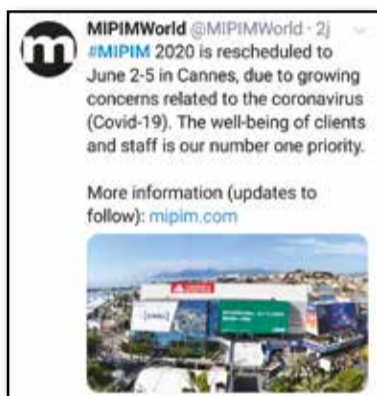 m
MIPIMWorld @MIPIMWorld · 2j
#MIPIM 2020 is rescheduled to
June 2-5 in Cannes, due to growing
concerns related to the coronavirus
(Covid-19). The well-being of clients
and staff is our number one priority.
More information (updates to
follow): mipim.com